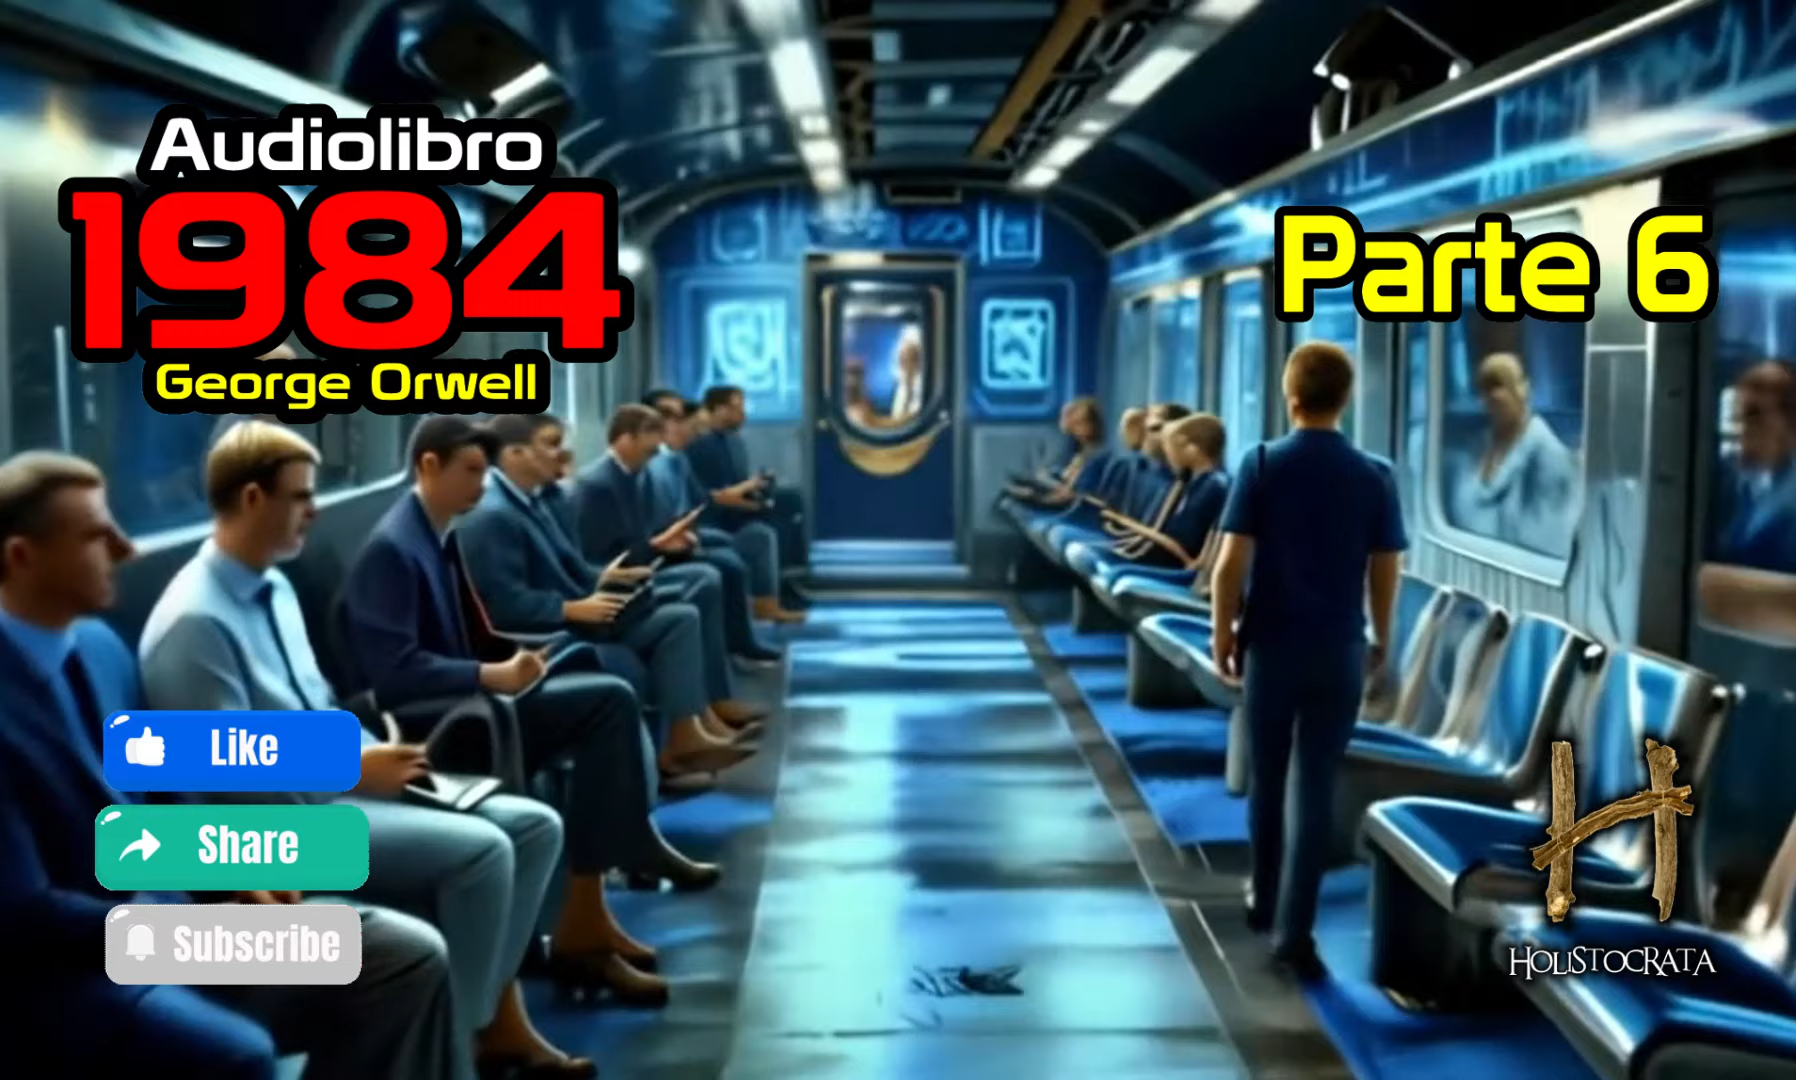 Audiolibro
1984
George Orwell
Parte 6
Like
Share
Subscribe
H
HOLISTOCRATA